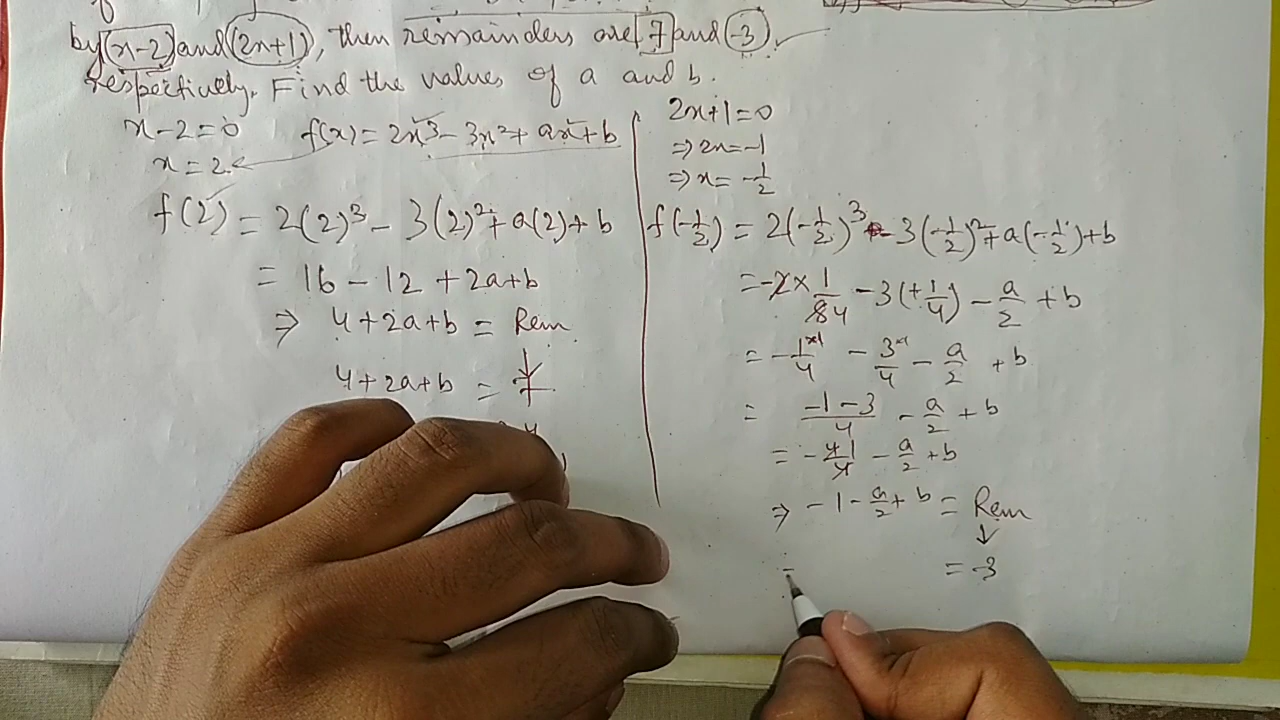 by (x-2) and (2x+1), then remainders are 7 and -3
respectively. Find the values of a and b.
x-2=0 f(x) = 2x³ - 3x² + ax + b
x = 2
f(2) = 2(2)³ - 3(2)² + a(2) + b
= 16 - 12 + 2a+b
⇒ 4+2a+b = Rem
4+2a+b = 7
2x+1=0
⇒ 2x=-1
⇒ x= -1/2
f(-1/2) = 2(-1/2)³ - 3(-1/2)² + a(-1/2) + b
= -2 × 1/8 4 - 3(+1/4) - a/2 + b
= - 1×1/4 - 3×1/4 - a/2 + b
= -1-3/4 - a/2 + b
= - 4 1/4 - a/2 + b
⇒ -1 - a/2 + b = Rem
↓
= -3